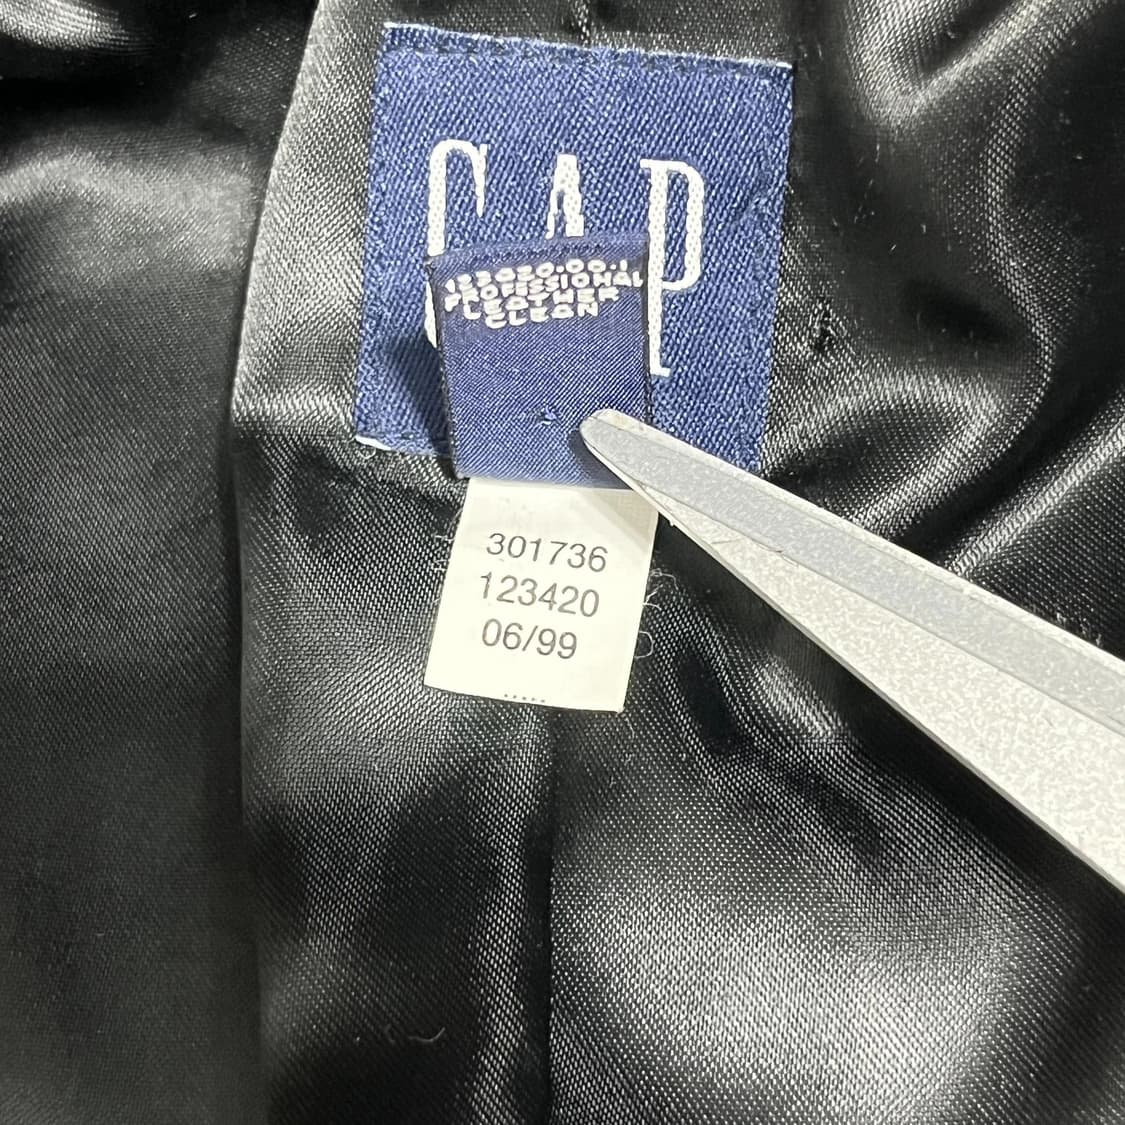 GAP
PROFESSIONAL
LEATHER
CLEAN
301736
123420
06/99